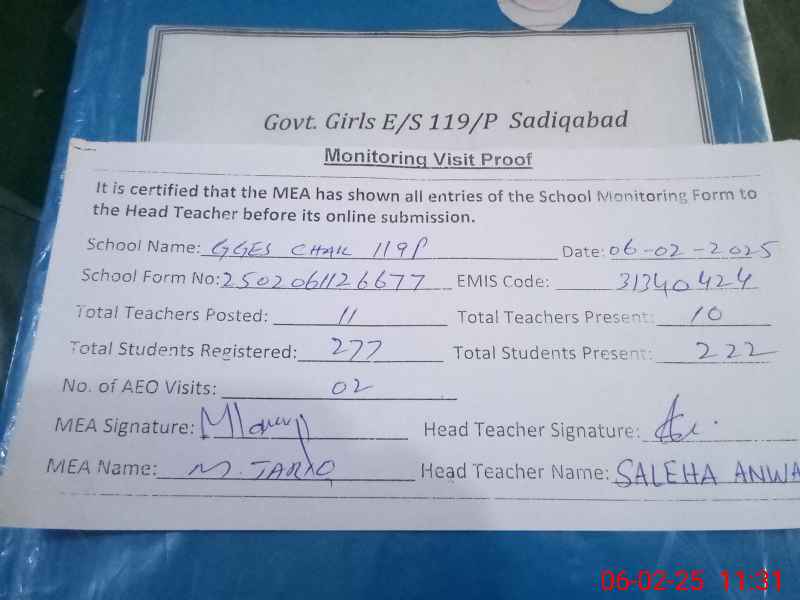 Govt. Girls E/S 119/P Sadiqabad
Monitoring Visit Proof
It is certified that the MEA has shown all entries of the School Monitoring Form to
the Head Teacher before its online submission.
School Name: GGES CHAK 119P Date: 06-02-2025
School Form No: 2502061126677 EMIS Code: 31340424
Total Teachers Posted: 11 Total Teachers Present: 10
Total Students Registered: 277 Total Students Present: 222
No. of AEO Visits: 02
MEA Signature: Head Teacher Signature:
MEA Name: M. TARIQ Head Teacher Name: SALEHA ANWA
06-02-25 11:31